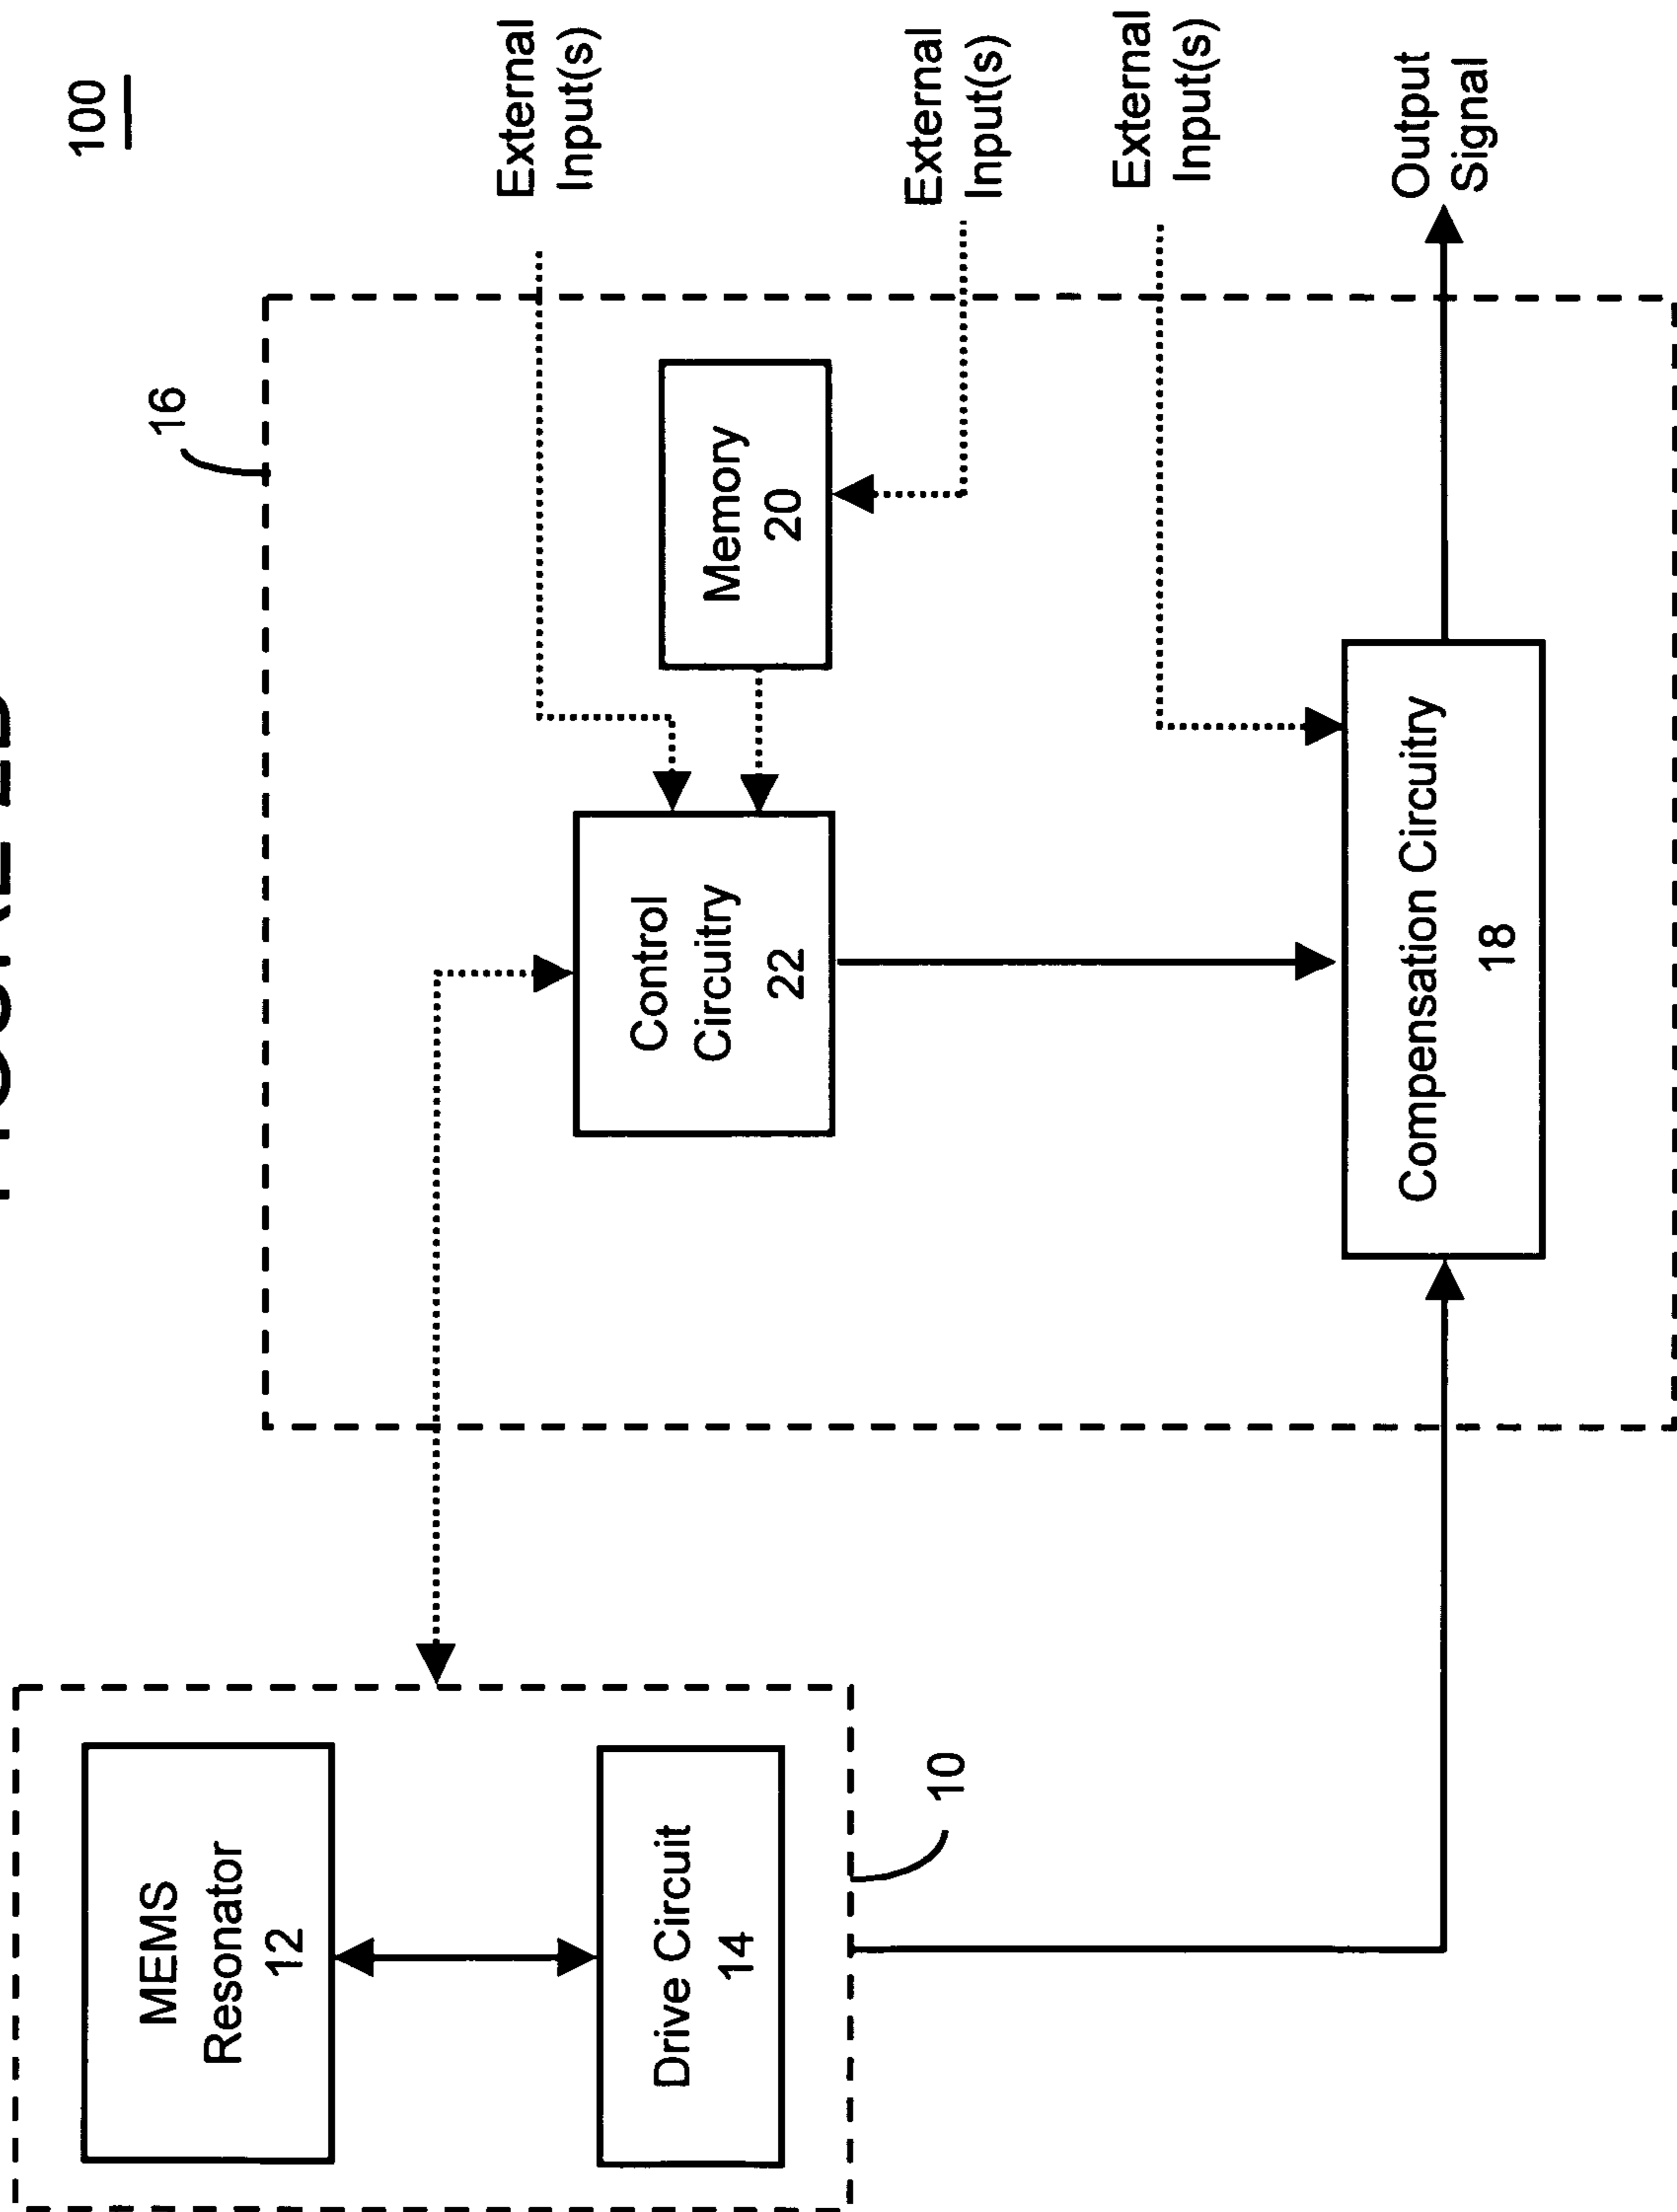 FIGURE
100
MEMS
Resonator
12
Drive Circuit
14
10
16
Control
Circuitry
22
Memory
20
Compensation Circuitry
18
External
Input(s)
External
Input(s)
External
Input(s)
Output
Signal